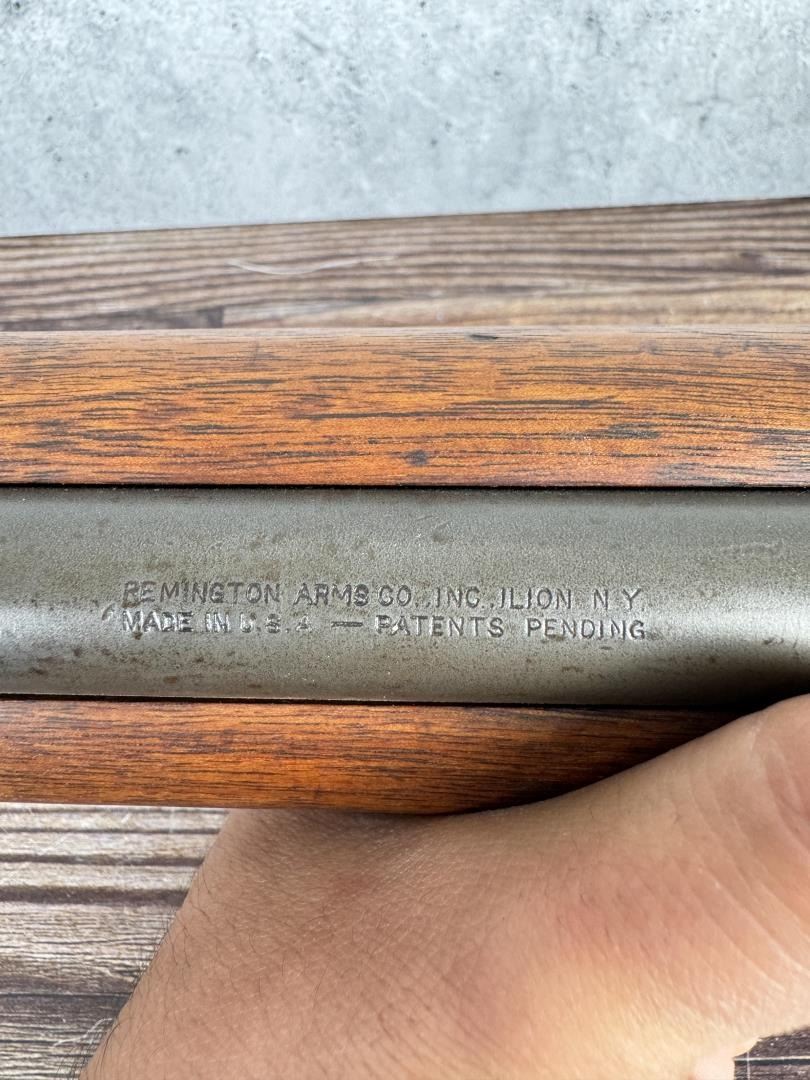 REMINGTON ARMS CO., INC., ILION N Y
MADE IN U.S.A — PATENTS PENDING